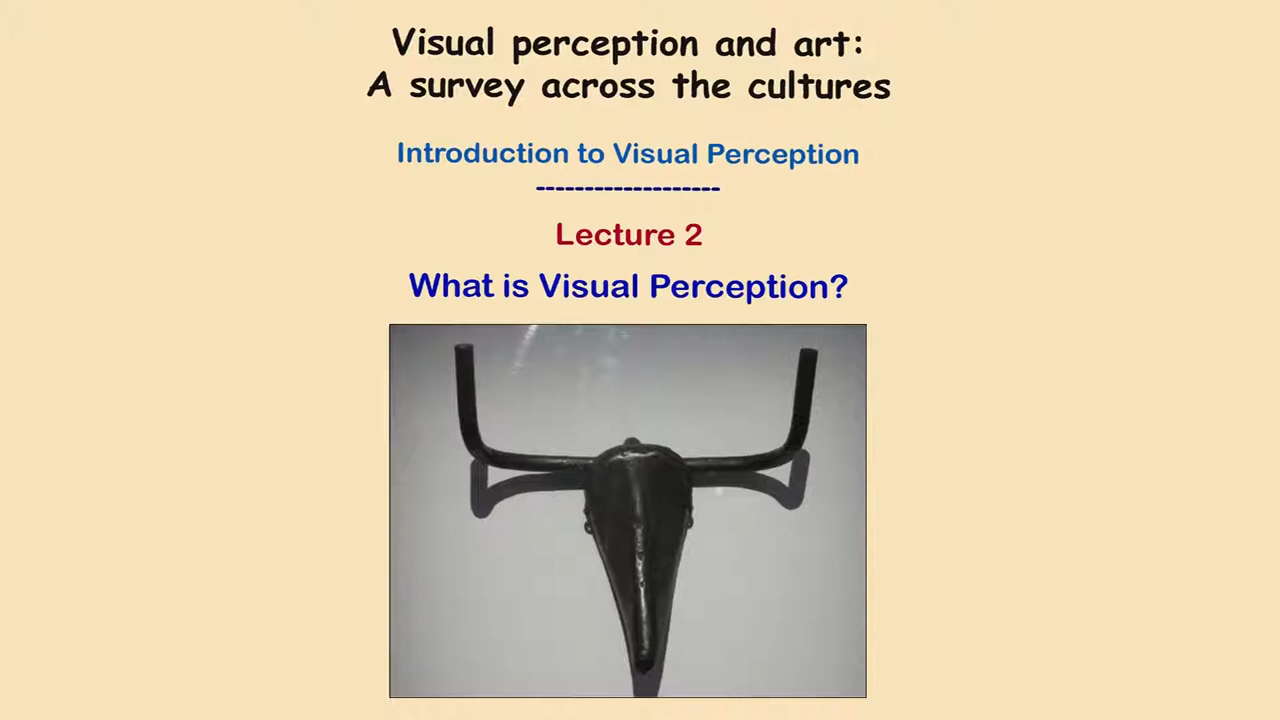 Visual perception and art:
A survey across the cultures
Introduction to Visual Perception
-------------------
Lecture 2
What is Visual Perception?